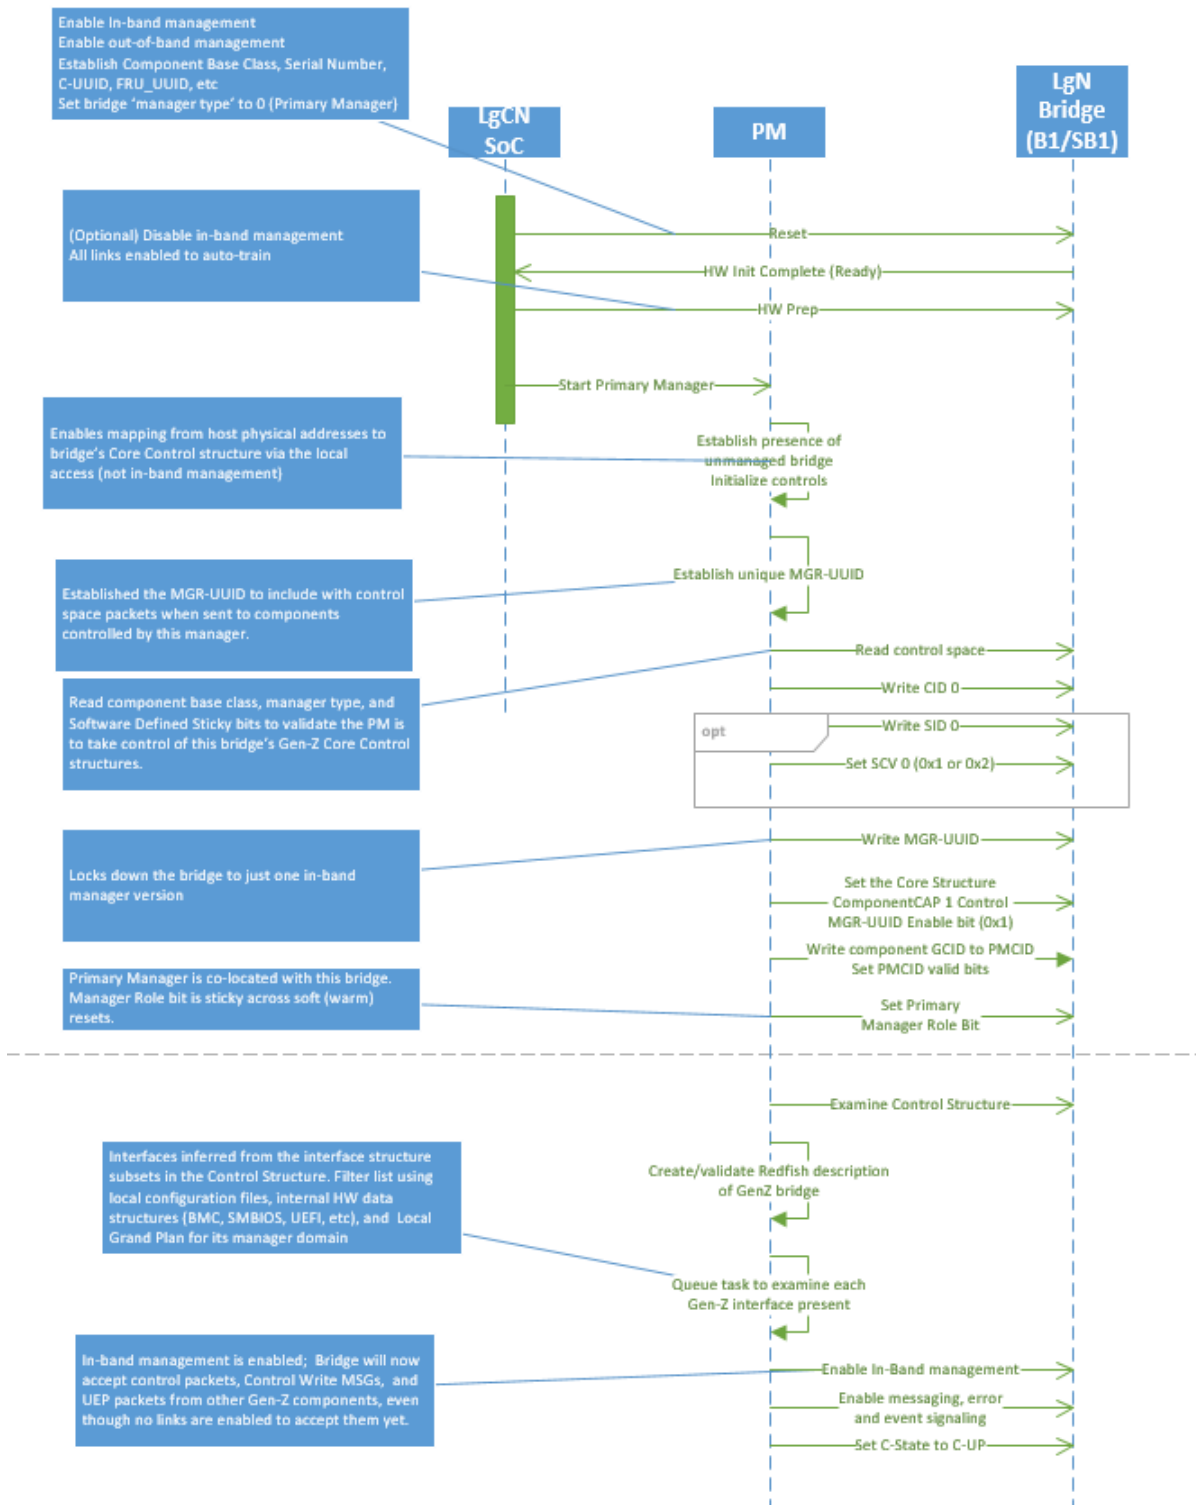 Enable In-band management
Enable out-of-band management
Establish Component Base Class, Serial Number,
C-UUID, FRU_UUID, etc
Set bridge 'manager type' to 0 (Primary Manager)
LgCN
SoC
PM
LgN
Bridge
(B1/SB1)
(Optional) Disable in-band management
All links enabled to auto-train
Reset
HW Init Complete (Ready)
HW Prep
Start Primary Manager
Enables mapping from host physical addresses to
bridge's Core Control structure via the local
access (not in-band management)
Establish presence of
unmanaged bridge
Initialize controls
Established the MGR-UUID to include with control
space packets when sent to components
controlled by this manager.
Establish unique MGR-UUID
Read component base class, manager type, and
Software Defined Sticky bits to validate the PM is
to take control of this bridge's Gen-Z Core Control
structures.
Read control space
Write CID 0
opt
Write SID 0
Set SCV 0 (0x1 or 0x2)
Locks down the bridge to just one in-band
manager version
Write MGR-UUID
Set the Core Structure
ComponentCAP 1 Control
MGR-UUID Enable bit (0x1)
Write component GCID to PMCID
Set PMCID valid bits
Primary Manager is co-located with this bridge.
Manager Role bit is sticky across soft (warm)
resets.
Set Primary
Manager Role Bit
Examine Control Structure
Interfaces inferred from the interface structure
subsets in the Control Structure. Filter list using
local configuration files, internal HW data
structures (BMC, SMBIOS, UEFI, etc), and Local
Grand Plan for its manager domain
Create/validate Redfish description
of GenZ bridge
Queue task to examine each
Gen-Z interface present
In-band management is enabled; Bridge will now
accept control packets, Control Write MSGs, and
UEP packets from other Gen-Z components, even
though no links are enabled to accept them yet.
Enable In-Band management
Enable messaging, error
and event signaling
Set C-State to C-UP